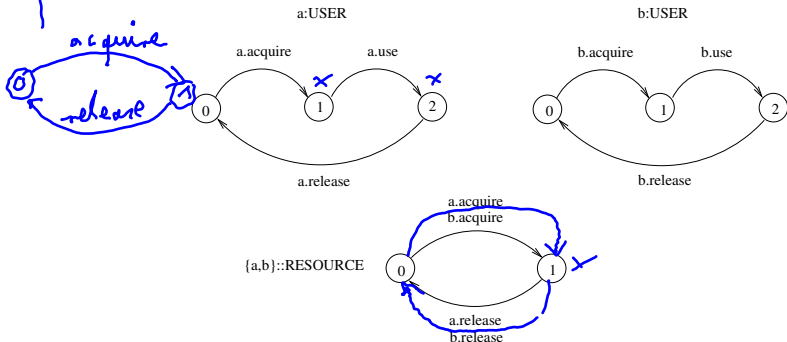 a:USER
b:USER
acquire
0
1
release
a.acquire
a.use
x
x
0
1
2
a.release
b.acquire
b.use
0
1
2
b.release
a.acquire
b.acquire
{a,b}::RESOURCE
0
1
x
a.release
b.release